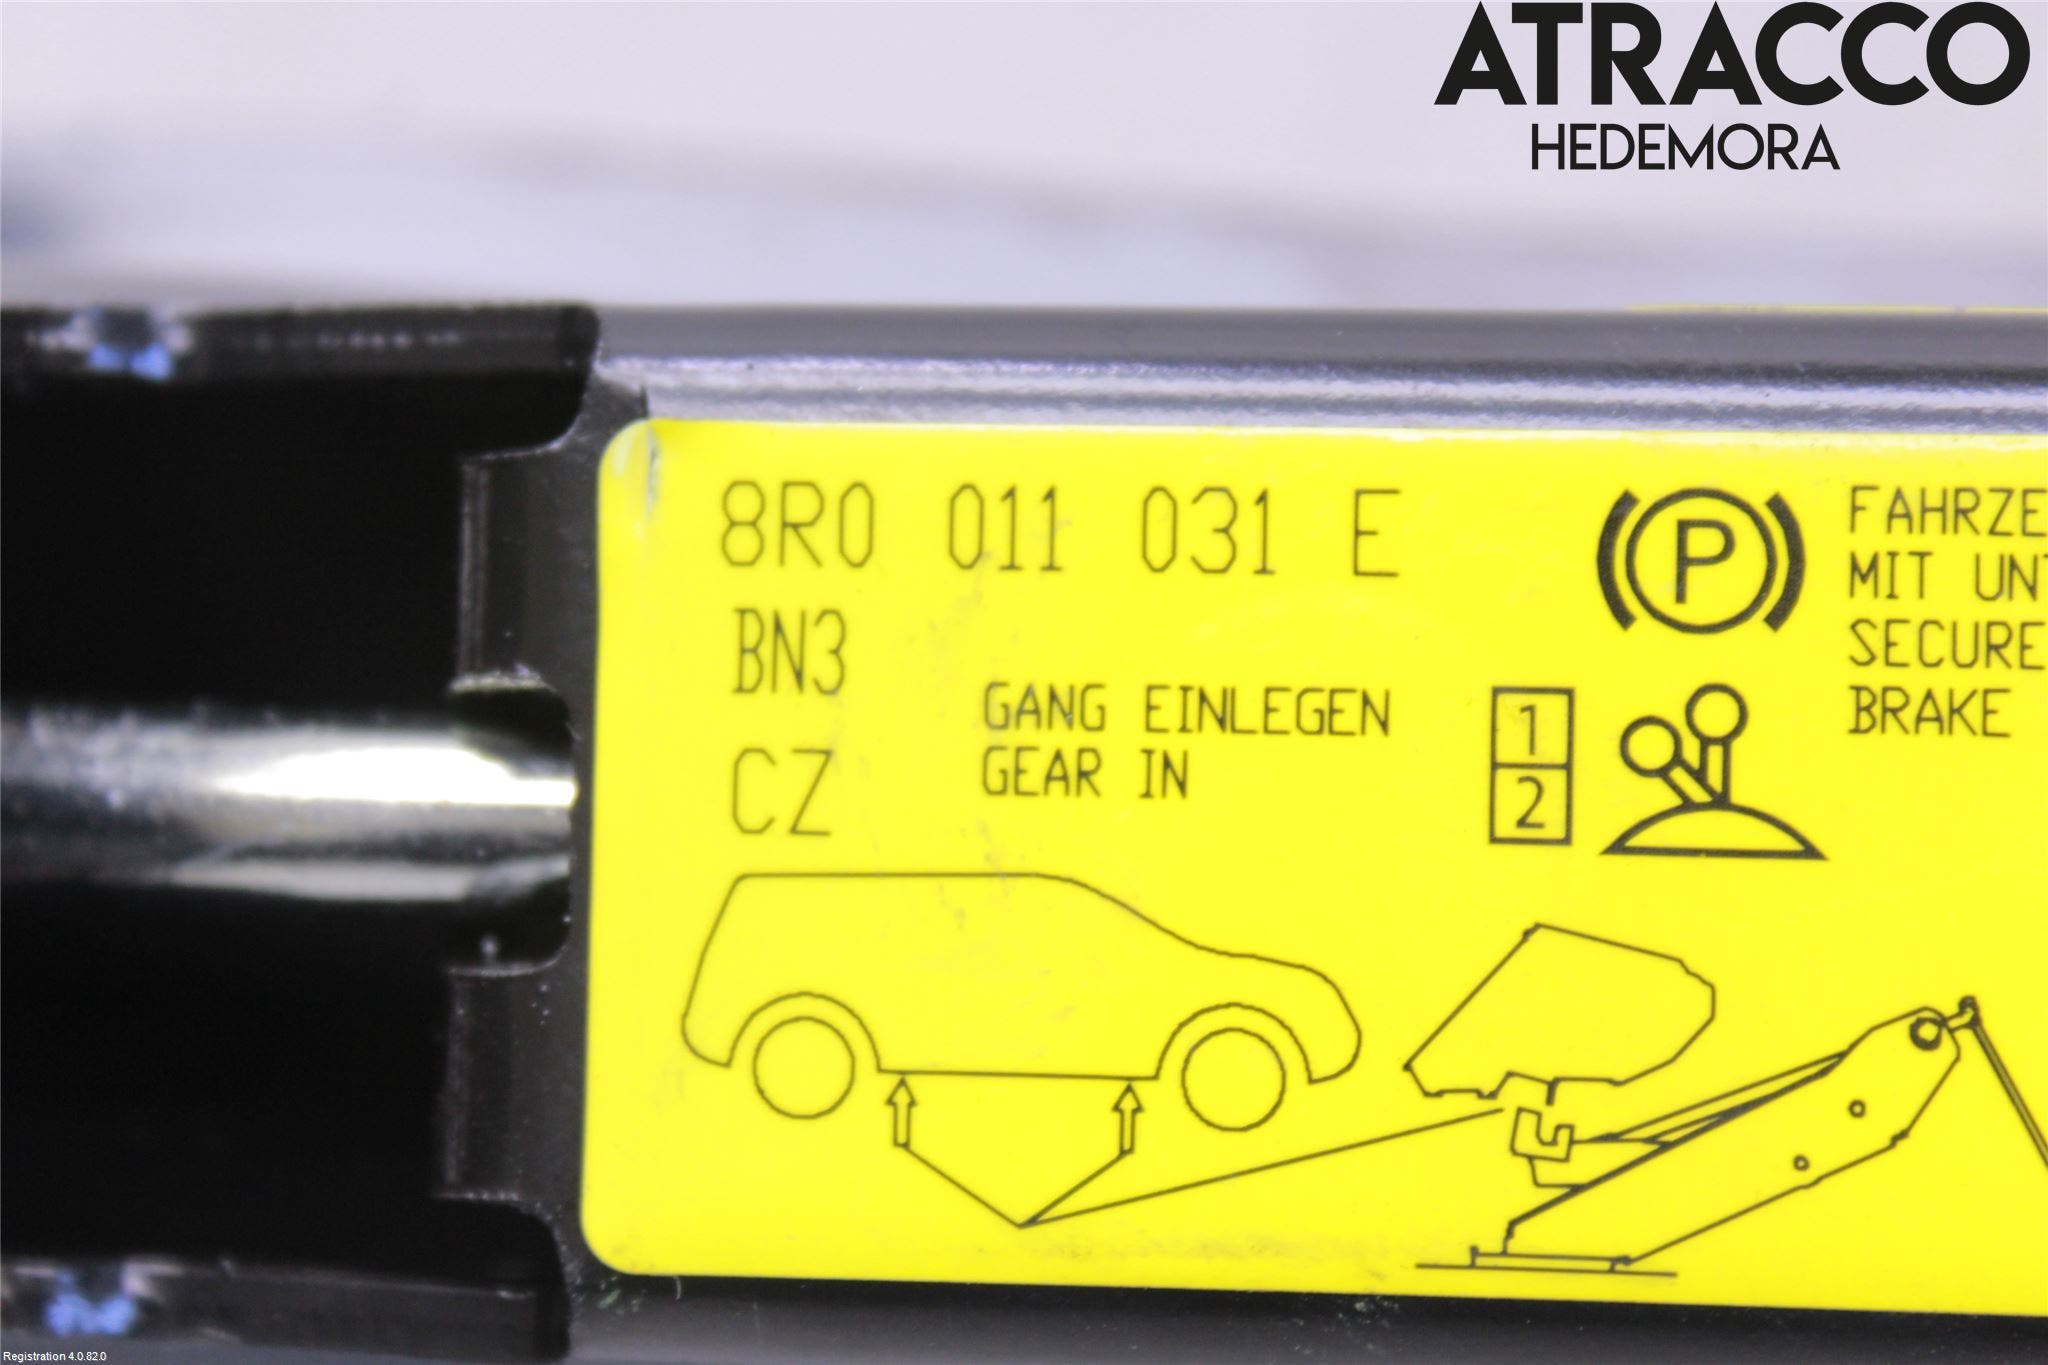 ATRACCO
HEDEMORA
8R0 011 031 E
BN3
CZ
GANG EINLEGEN
GEAR IN
1
2
P
FAHRZE
MIT UNT
SECURE
BRAKE
Registration 4.0.82.0